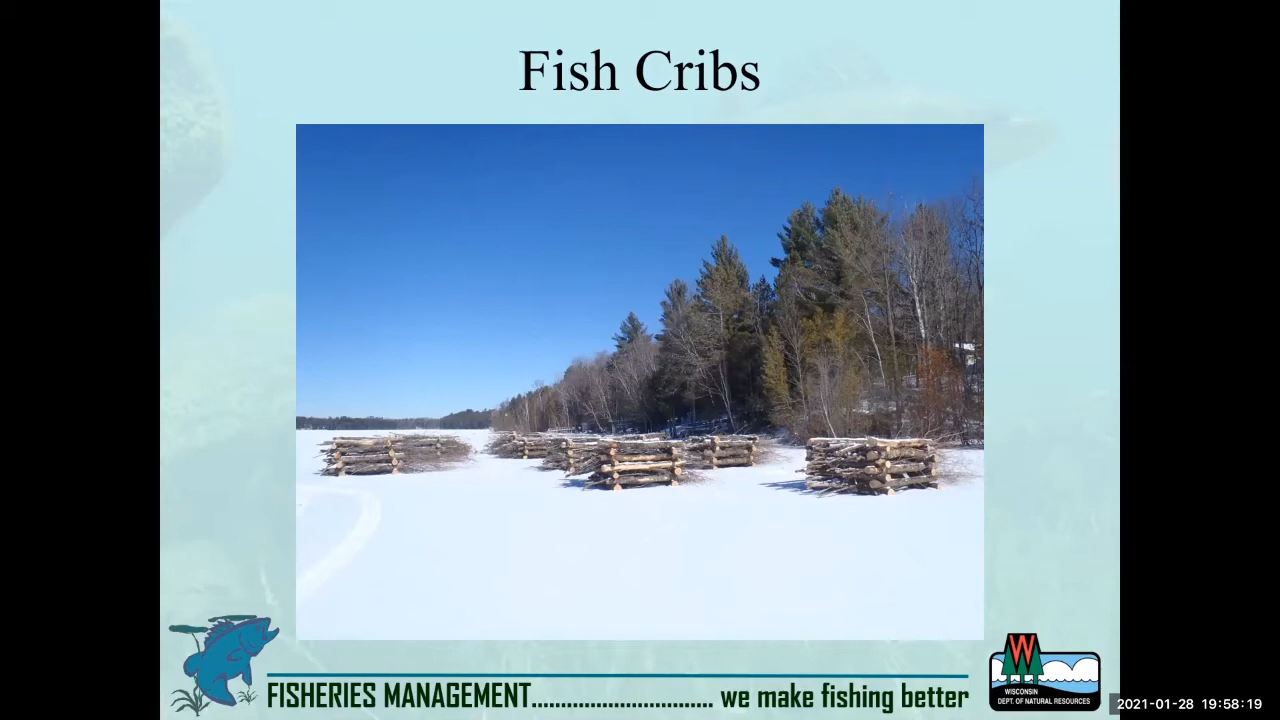 Fish Cribs
FISHERIES MANAGEMENT.............................. we make fishing better
W
WISCONSIN
DEPT. OF NATURAL RESOURCES
2021-01-28 19:58:19